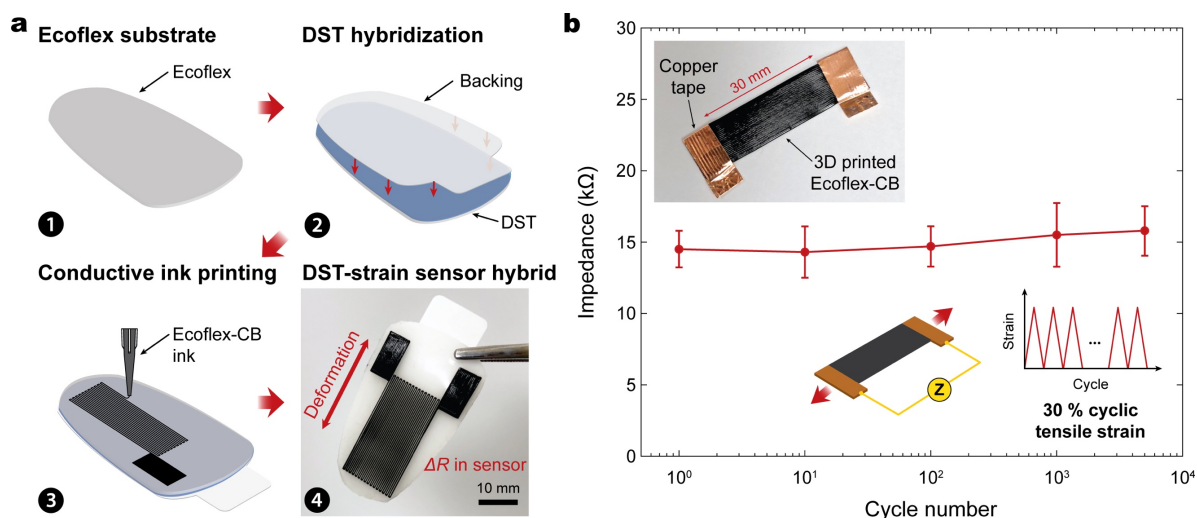 a
Ecoflex substrate
Ecoflex
1
DST hybridization
Backing
DST
2
Conductive ink printing
Ecoflex-CB
ink
3
DST-strain sensor hybrid
Deformation
ΔR in sensor
10 mm
4
b
Impedance (kΩ)
30
25
20
15
10
5
0
10⁰
10¹
10²
10³
10⁴
Cycle number
Copper
tape
30 mm
3D printed
Ecoflex-CB
Z
Strain
...
Cycle
30 % cyclic
tensile strain